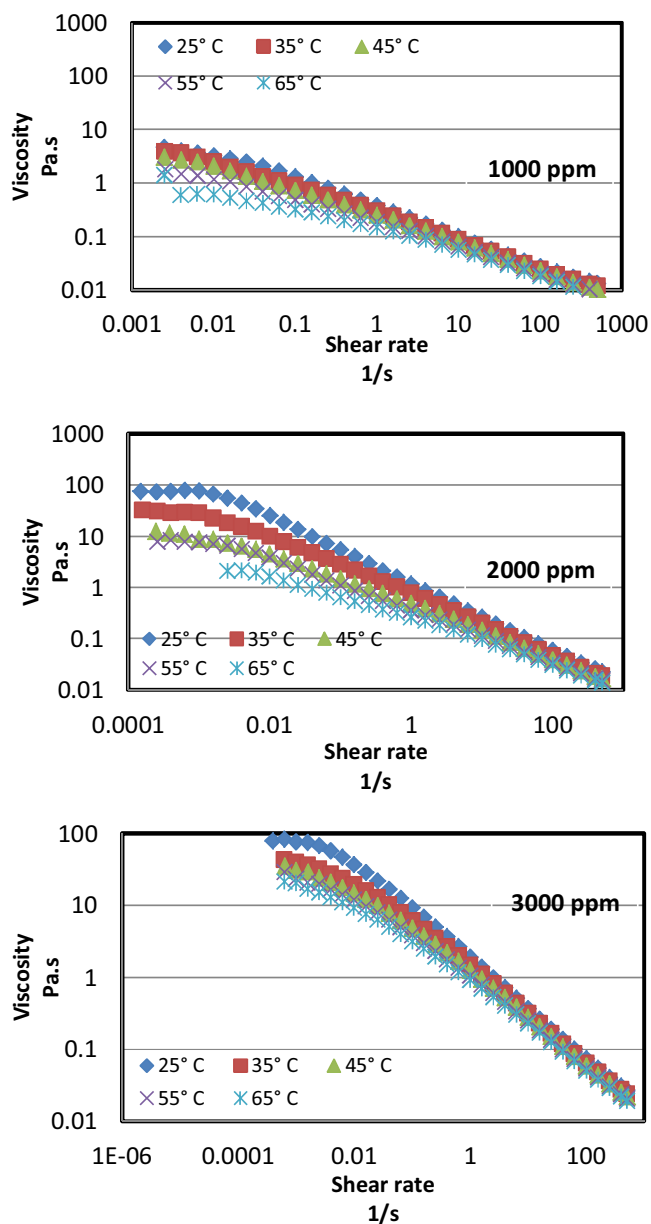 1000
25° C 35° C 45° C
100
55° C 65° C
10
Viscosity
Pa.s
1
1000 ppm
0.1
0.01
0.001 0.01 0.1 1 10 100 1000
Shear rate
1/s
1000
100
10
Viscosity
Pa.s
2000 ppm
1
0.1
25° C 35° C 45° C
55° C 65° C
0.01
0.0001 0.01 1 100
Shear rate
1/s
100
10
3000 ppm
Viscosity
Pa.s
1
0.1
25° C 35° C 45° C
55° C 65° C
0.01
1E-06 0.0001 0.01 1 100
Shear rate
1/s